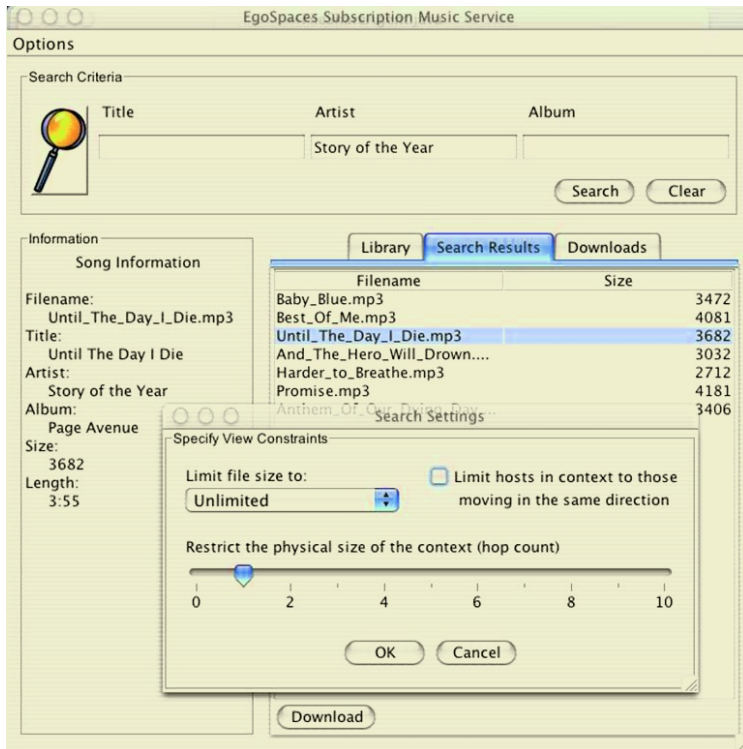 EgoSpaces Subscription Music Service
Options
Search Criteria
Title Artist Album
Story of the Year
Search Clear
Information
Song Information
Filename:
Until_The_Day_I_Die.mp3
Title:
Until The Day I Die
Artist:
Story of the Year
Album:
Page Avenue
Size:
3682
Length:
3:55
Library Search Results Downloads
Filename Size
Baby_Blue.mp3 3472
Best_Of_Me.mp3 4081
Until_The_Day_I_Die.mp3 3682
And_The_Hero_Will_Drown.... 3032
Harder_to_Breathe.mp3 2712
Promise.mp3 4181
Anthem_Of_Our_Dying_Day.... 3406
Search Settings
Specify View Constraints
Limit file size to:
Unlimited
Limit hosts in context to those
moving in the same direction
Restrict the physical size of the context (hop count)
0 2 4 6 8 10
OK Cancel
Download